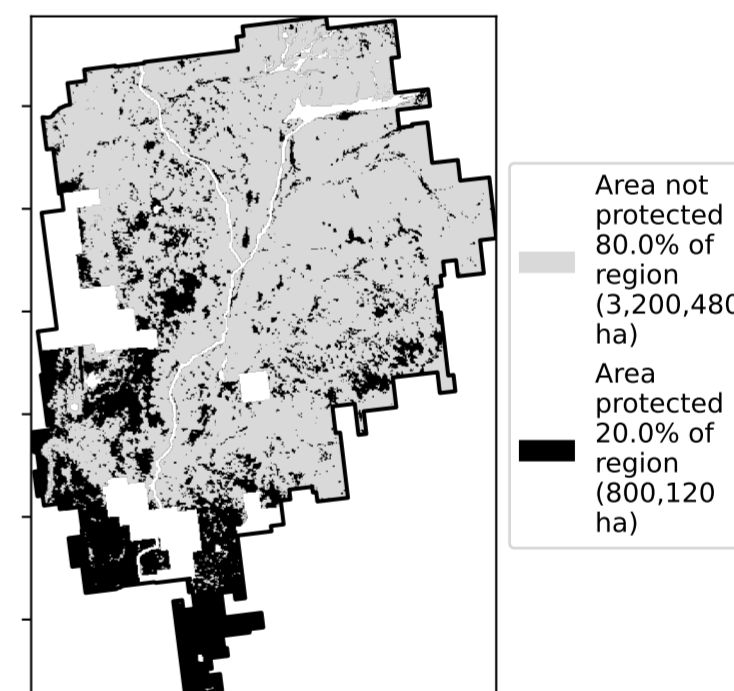 Area not
protected
80.0% of
region
(3,200,480
ha)
Area
protected
20.0% of
region
(800,120
ha)